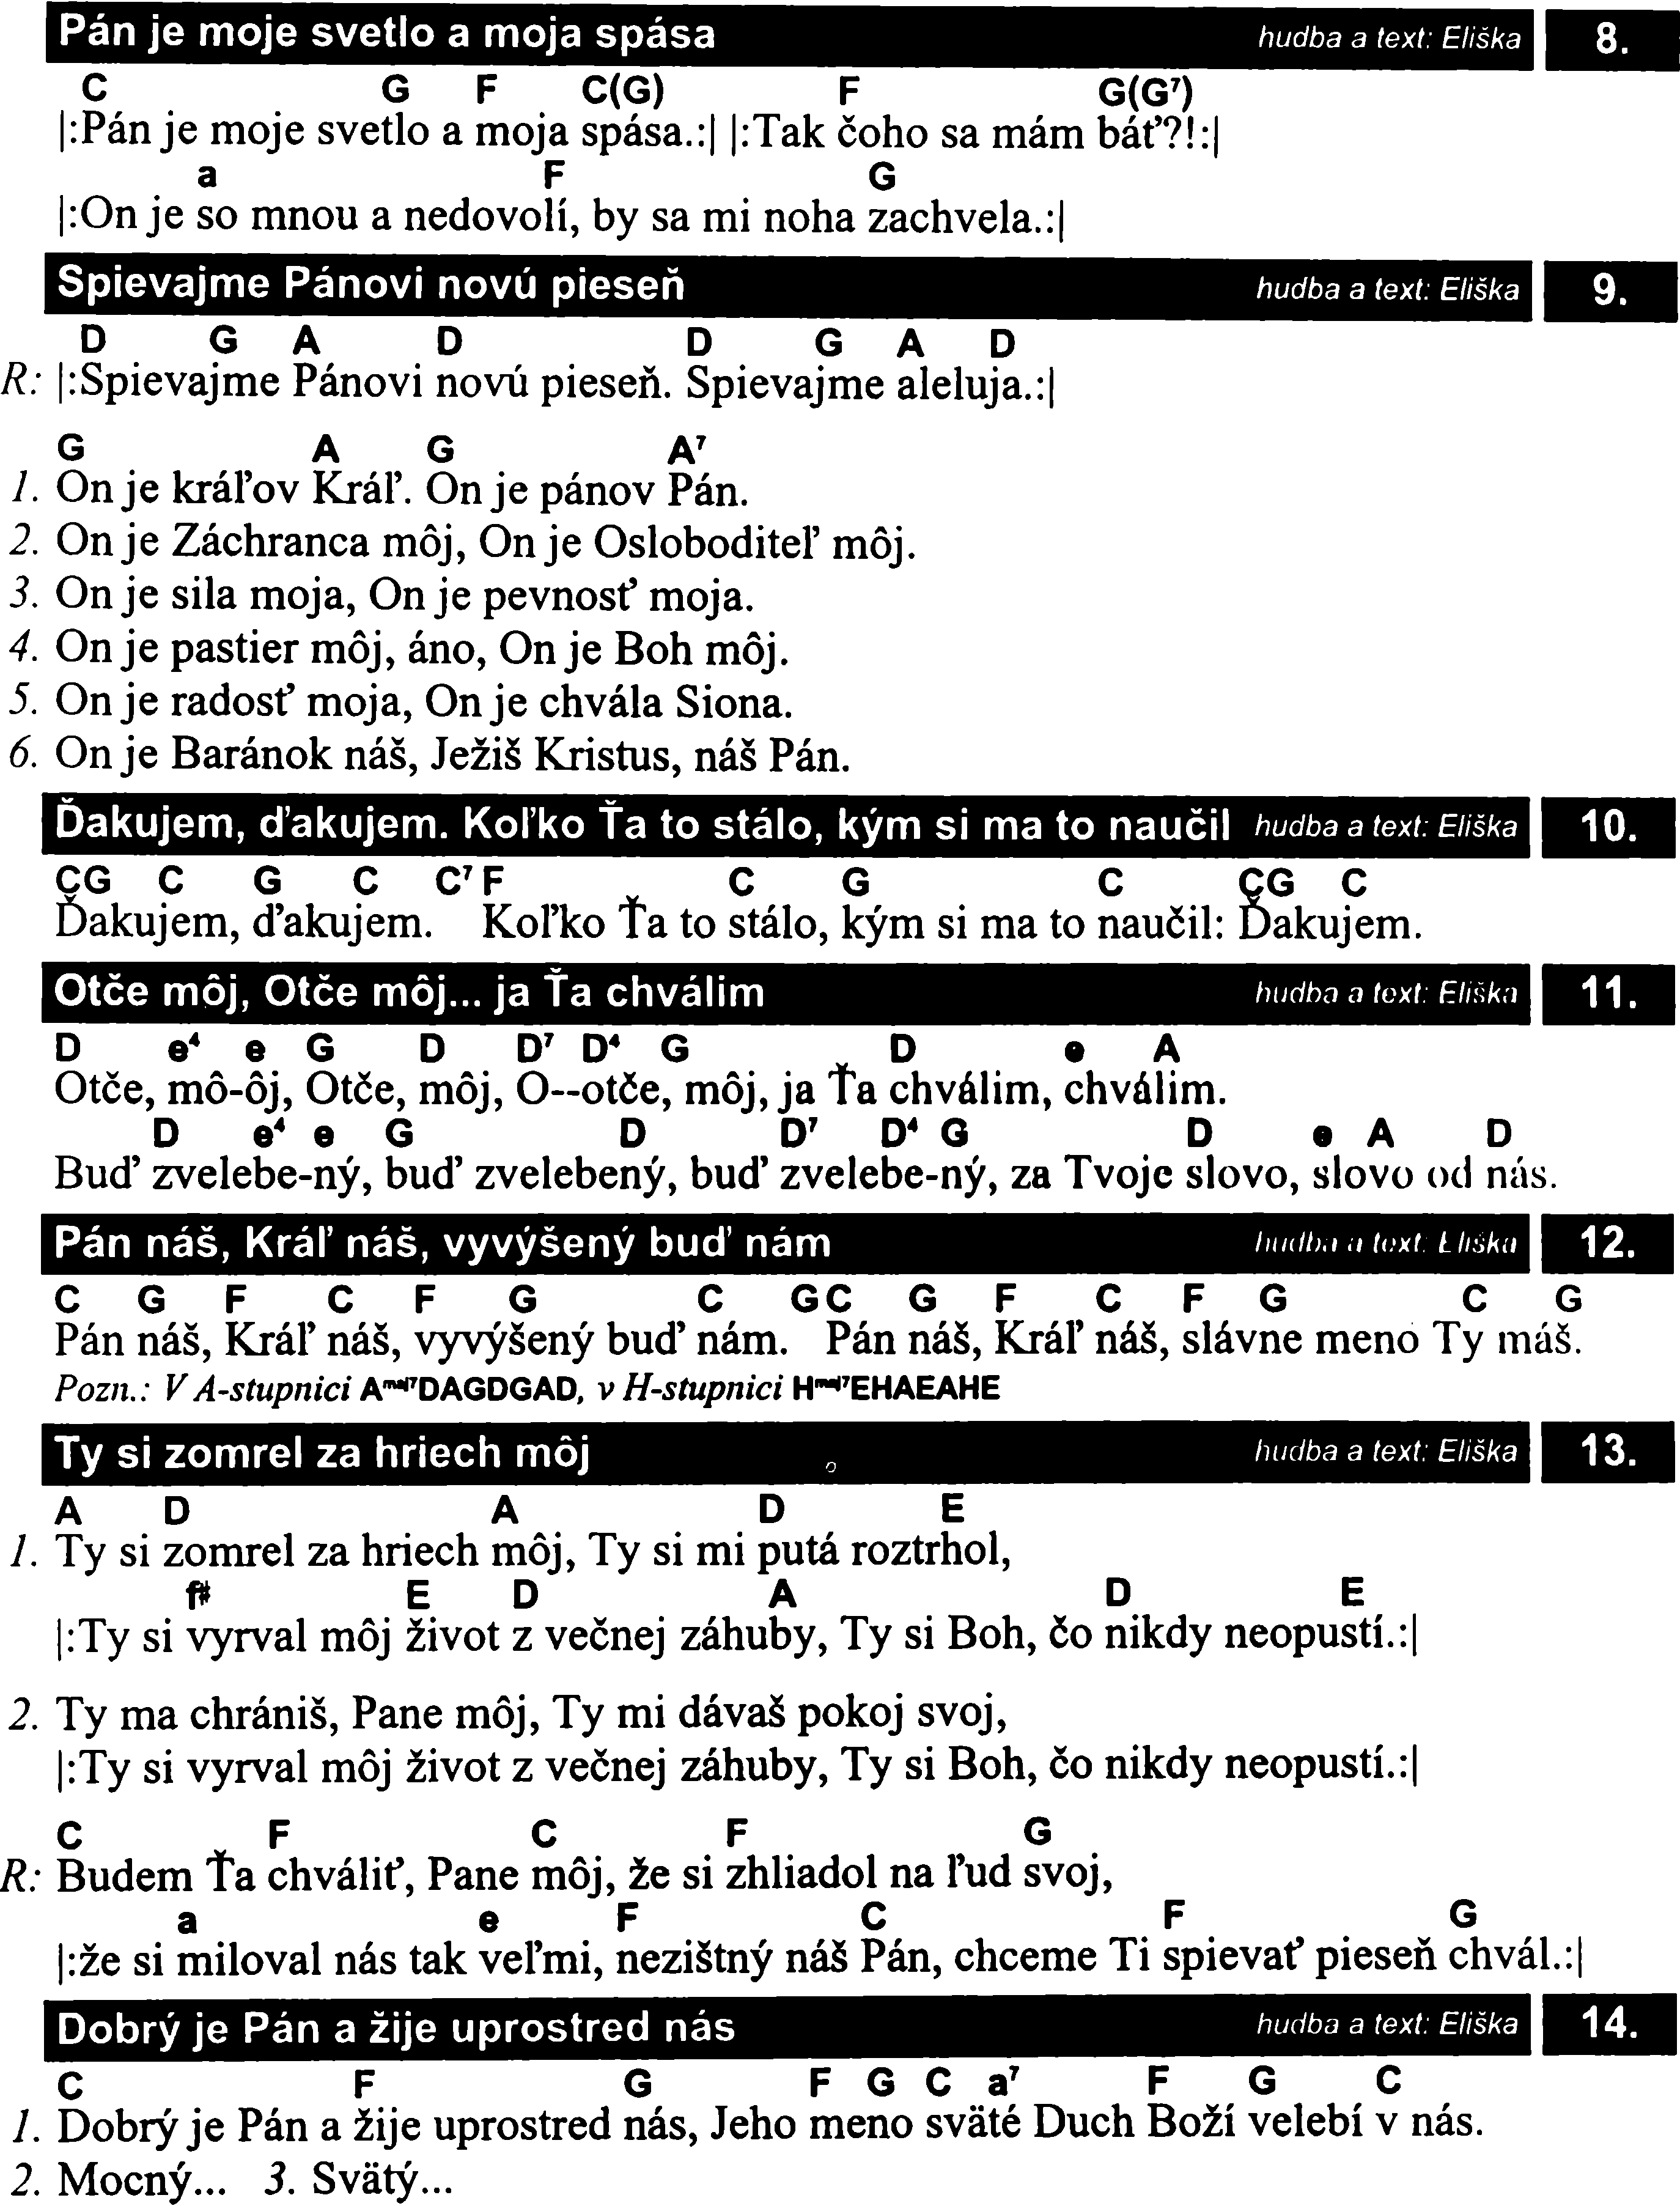 Pán je moje svetlo a moja spása hudba a text: Eliška 8.
C G F C(G) F G(G⁷)
|:Pán je moje svetlo a moja spása.:| |:Tak čoho sa mám báť?!:|
a F G
|:On je so mnou a nedovolí, by sa mi noha zachvela.:|
Spievajme Pánovi novú pieseň hudba a text: Eliška 9.
D G A D D G A D
R: |:Spievajme Pánovi novú pieseň. Spievajme aleluja.:|
G A G A⁷
1. On je kráľov Kráľ. On je pánov Pán.
2. On je Záchranca môj, On je Osloboditeľ môj.
3. On je sila moja, On je pevnosť moja.
4. On je pastier môj, áno, On je Boh môj.
5. On je radosť moja, On je chvála Siona.
6. On je Baránok náš, Ježiš Kristus, náš Pán.
Ďakujem, ďakujem. Koľko Ťa to stálo, kým si ma to naučil hudba a text: Eliška 10.
CG C G C C⁷ F C G C CG C
Ďakujem, ďakujem. Koľko Ťa to stálo, kým si ma to naučil: Ďakujem.
Otče môj, Otče môj... ja Ťa chválim hudba a text: Eliška 11.
D e⁴ e G D D⁷ D⁴ G D e A
Otče, mô-ôj, Otče, môj, O--otče, môj, ja Ťa chválim, chválim.
D e⁴ e G D D⁷ D⁴ G D e A D
Buď zvelebe-ný, buď zvelebený, buď zvelebe-ný, za Tvoje slovo, slovo od nás.
Pán náš, Kráľ náš, vyvýšený buď nám hudba a text: Eliška 12.
C G F C F G C GC G F C F G C G
Pán náš, Kráľ náš, vyvýšený buď nám. Pán náš, Kráľ náš, slávne meno Ty máš.
Pozn.: V A-stupnici Aᵐᵃʲ⁷DAGDGAD, v H-stupnici Hᵐᵃʲ⁷EHAEAHE
Ty si zomrel za hriech môj hudba a text: Eliška 13.
A D A D E
1. Ty si zomrel za hriech môj, Ty si mi putá roztrhol,
f# E D A D E
|:Ty si vyrval môj život z večnej záhuby, Ty si Boh, čo nikdy neopustí.:|
2. Ty ma chrániš, Pane môj, Ty mi dávaš pokoj svoj,
|:Ty si vyrval môj život z večnej záhuby, Ty si Boh, čo nikdy neopustí.:|
C F C F G
R: Budem Ťa chváliť, Pane môj, že si zhliadol na ľud svoj,
a e F C F G
|:že si miloval nás tak veľmi, nezištný náš Pán, chceme Ti spievať pieseň chvál.:|
Dobrý je Pán a žije uprostred nás hudba a text: Eliška 14.
C F G F G C a⁷ F G C
1. Dobrý je Pán a žije uprostred nás, Jeho meno sväté Duch Boží velebí v nás.
2. Mocný... 3. Svätý...